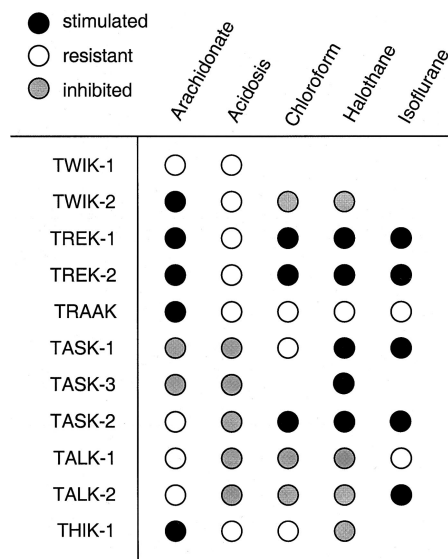 stimulated
resistant
inhibited
Arachidonate
Acidosis
Chloroform
Halothane
Isoflurane
TWIK-1
TWIK-2
TREK-1
TREK-2
TRAAK
TASK-1
TASK-3
TASK-2
TALK-1
TALK-2
THIK-1